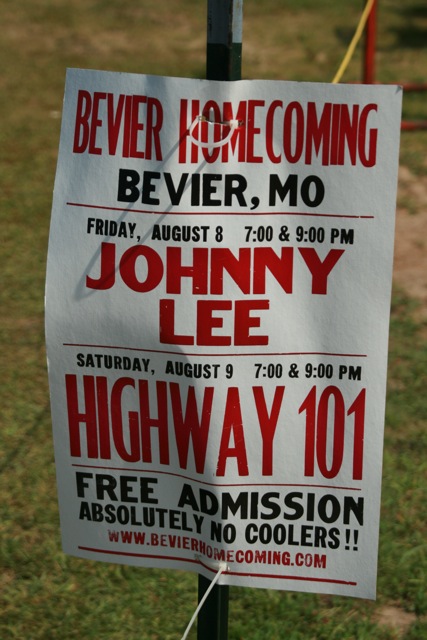 BEVIER HOMECOMING
BEVIER, MO
FRIDAY, AUGUST 8 7:00 & 9:00 PM
JOHNNY
LEE
SATURDAY, AUGUST 9 7:00 & 9:00 PM
HIGHWAY 101
FREE ADMISSION
ABSOLUTELY NO COOLERS!!
WWW.BEVIERHOMECOMING.COM